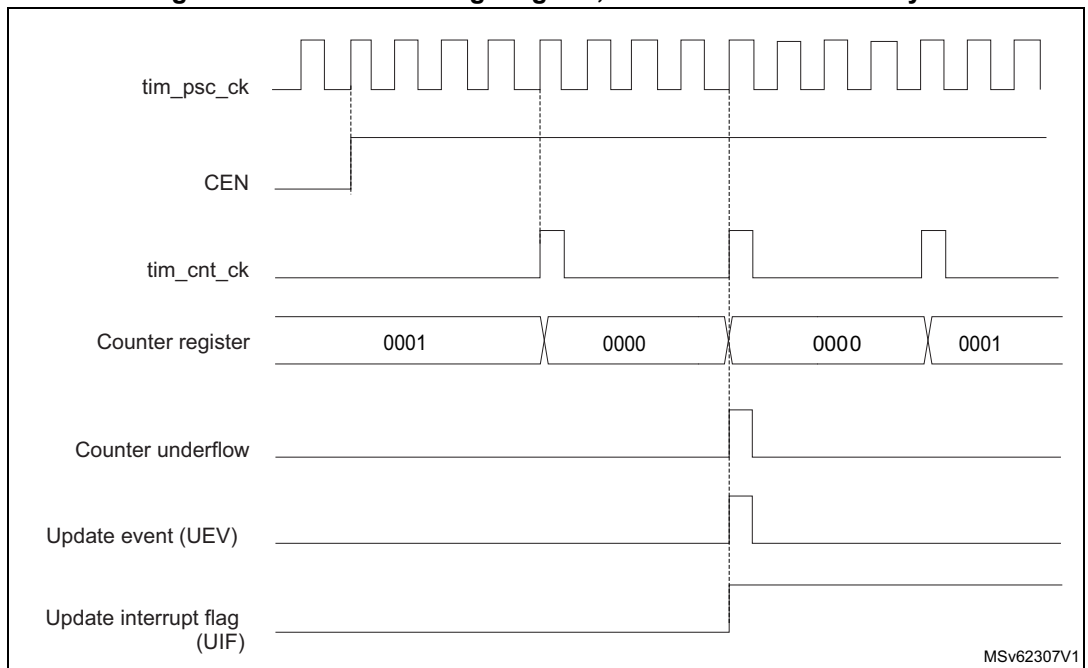 tim_psc_ck
CEN
tim_cnt_ck
Counter register
0001
0000
0000
0001
Counter underflow
Update event (UEV)
Update interrupt flag
(UIF)
MSv62307V1